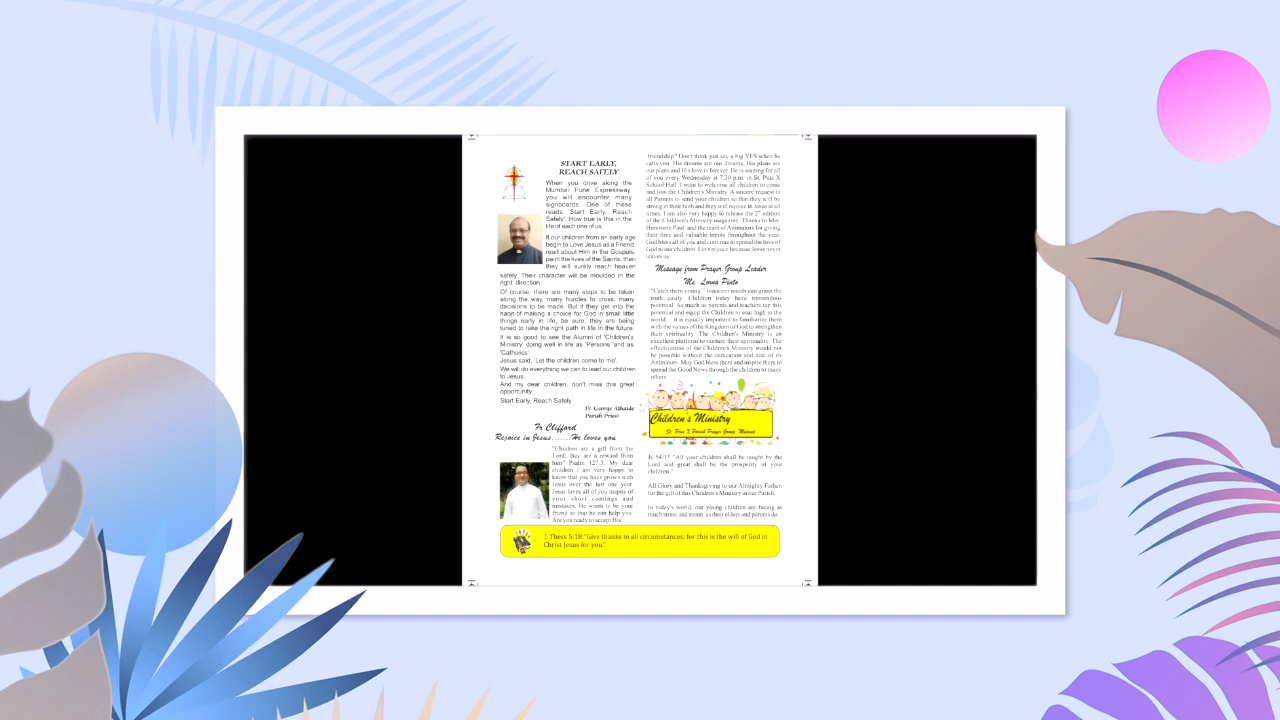 START EARLY,
REACH SAFELY
When you drive along the
Mumbai Pune Expressway,
you will encounter many
signboards. One of these
reads 'Start Early, Reach
Safely'. How true is this in the
life of each one of us.
If our children from an early age
begin to Love Jesus as a Friend,
read about Him in the Gospels,
paint the lives of the Saints, then
they will surely reach heaven
safely. Their character will be moulded in the
right direction.
Of course, there are many steps to be taken
along the way, many hurdles to cross, many
decisions to be made. But if they get into the
habit of making a choice for God in small little
things early in life, be sure, they are being
tuned to take the right path in life in the future.
It is so good to see the Alumni of 'Children's
Ministry' doing well in life as 'Persons 'and as
'Catholics'.
Jesus said, 'Let the children come to me'.
We will do everything we can to lead our children
to Jesus.
And my dear children, don't miss this great
opportunity
Start Early, Reach Safely
Fr. George Athaide
Parish Priest
Fr Clifford
Rejoice in Jesus.......He loves you
"Children are a gift from the
Lord; they are a reward from
him" Psalm 127:3. My dear
children I am very happy to
know that you have grown with
Jesus over the last one year.
Jesus loves all of you inspite of
your short comings and
mistakes. He wants to be your
friend so that he can help you.
Are you ready to accept His
friendship? Don't think just say a big YES when he
calls you. His dreams are our dreams, His plans are
our plans and His love is forever. He is waiting for all
of you every Wednesday at 7.30 p.m. in St. Pius X
School Hall. I want to welcome all children to come
and join the Children's Ministry. A sincere request to
all Parents to send your children so that they will be
strong in their faith and they will rejoice in Jesus at all
times. I am also very happy to release the 2nd edition
of the Children's Ministry magazine. Thanks to Mrs.
Honorene Paul and the team of Animators for giving
their time and valuable inputs throughout the year.
God bless all of you and continue to spread the love of
God to our children. Let's rejoice because Jesus never
leaves us
Message from Prayer Group Leader
Ms. Lorna Pinto
"Catch them young." Innocent minds can grasp the
truth easily. Children today have tremendous
potential. As much as parents and teachers tap this
potential and equip the Children to soar high in the
world, it is equally important to familiarize them
with the values of the Kingdom of God to strengthen
their spirituality. The Children's Ministry is an
excellent platform to nurture their spirituality. The
effectiveness of the Children's Ministry would not
be possible without the dedication and zeal of its
Animators. May God bless them and inspire them to
spread the Good News through the children to many
others.
Children's Ministry
St. Pius X Parish Prayer Group, Mulund
Is 54:13 "All your children shall be taught by the
Lord and great shall be the prosperity of your
children."
All Glory and Thanksgiving to our Almighty Father,
for the gift of this Children's Ministry in our Parish.
In today's world, our young children are facing as
much stress and strain, as their elders and parents do.
1 Thess 5:18:"Give thanks in all circumstances; for this is the will of God in
Christ Jesus for you."